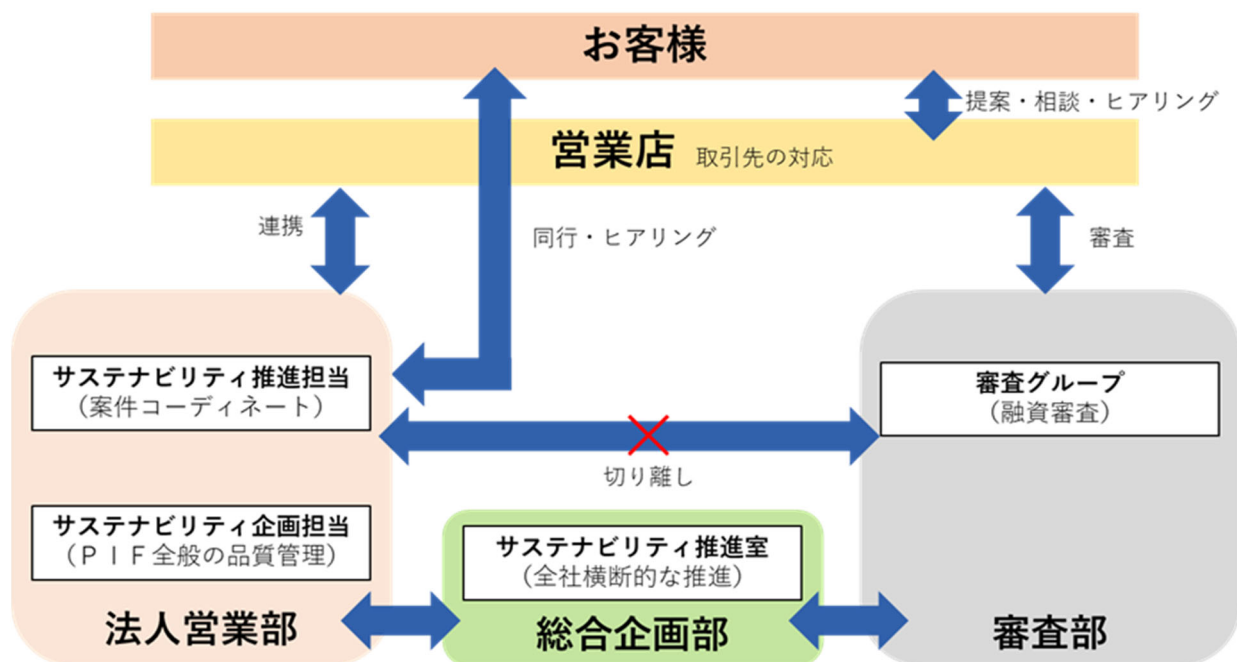 お客様
提案・相談・ヒアリング
営業店 取引先の対応
連携
同行・ヒアリング
審査
サステナビリティ推進担当
（案件コーディネート）
審査グループ
（融資審査）
切り離し
サステナビリティ企画担当
（ＰＩＦ全般の品質管理）
サステナビリティ推進室
（全社横断的な推進）
法人営業部
総合企画部
審査部